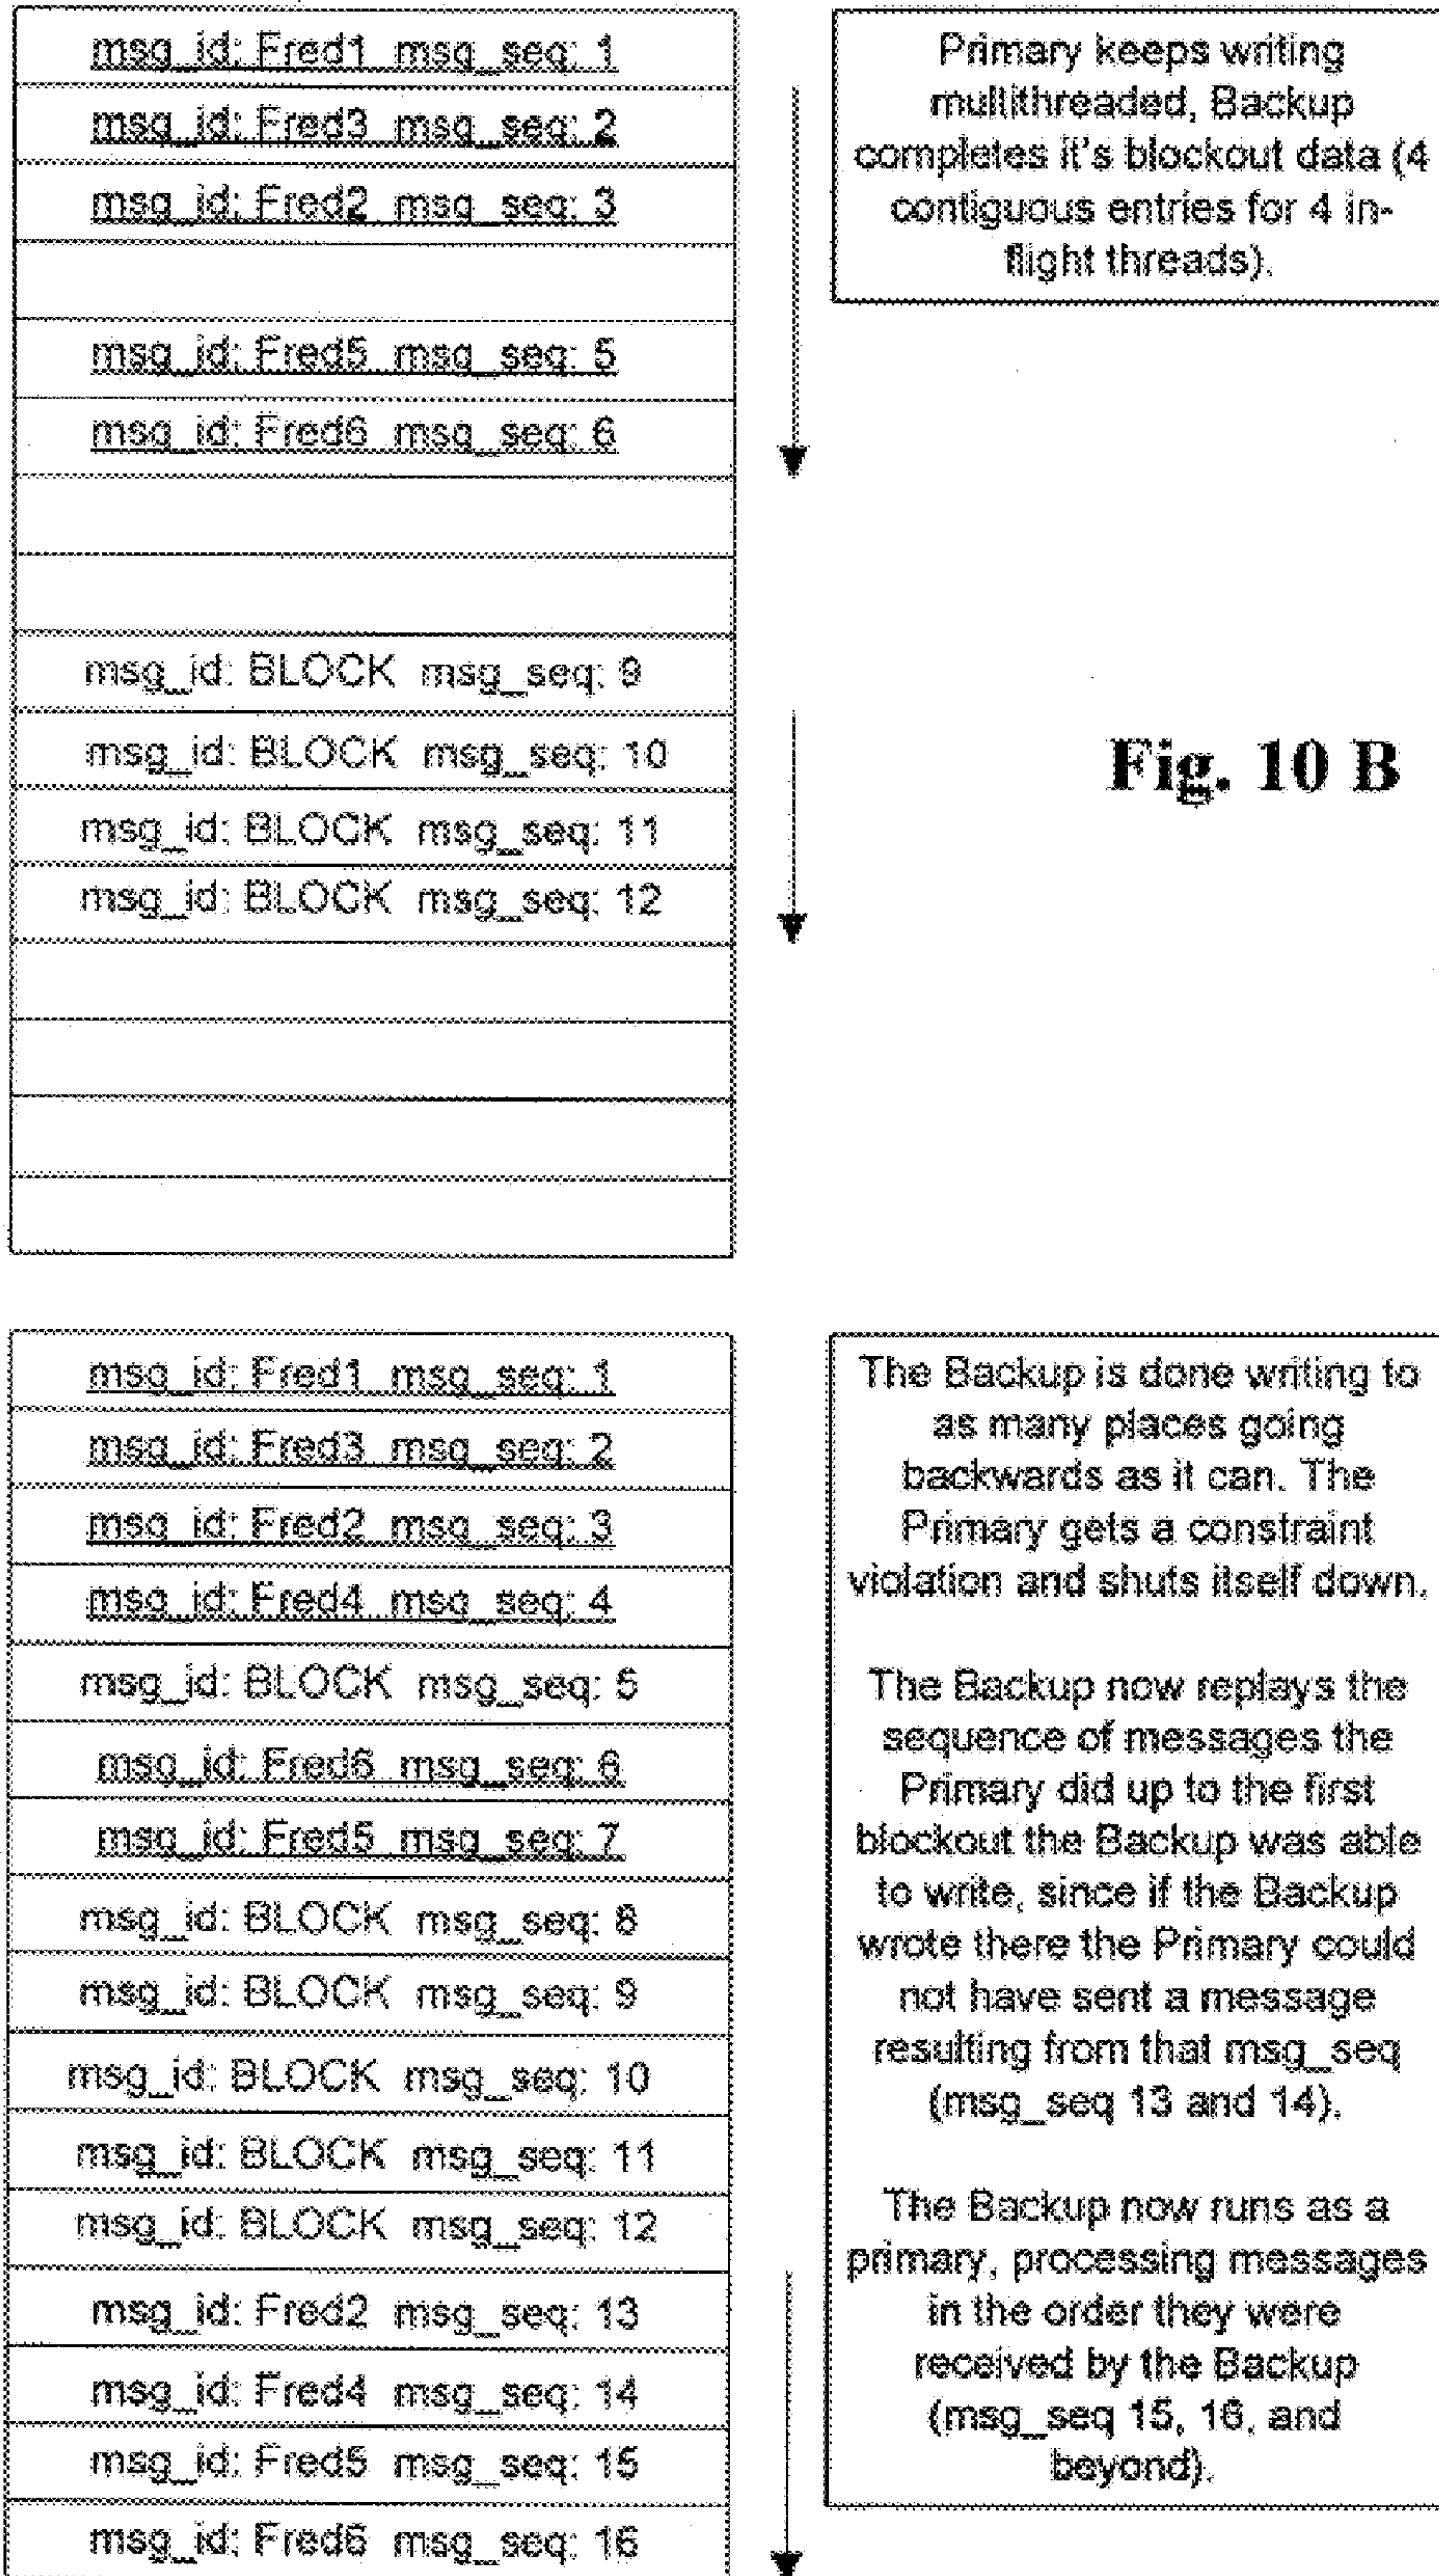 msg_id: Fred1 msg_seq: 1
msg_id: Fred3 msg_seq: 2
msg_id: Fred2 msg_seq: 3
msg_id: Fred5 msg_seq: 5
msg_id: Fred6 msg_seq: 6
msg_id: BLOCK msg_seq: 9
msg_id: BLOCK msg_seq: 10
msg_id: BLOCK msg_seq: 11
msg_id: BLOCK msg_seq: 12
Primary keeps writing
multithreaded, Backup
completes it's blockout data (4
contiguous entries for 4 in-
flight threads).
Fig. 10 B
msg_id: Fred1 msg_seq: 1
msg_id: Fred3 msg_seq: 2
msg_id: Fred2 msg_seq: 3
msg_id: Fred4 msg_seq: 4
msg_id: BLOCK msg_seq: 5
msg_id: Fred6 msg_seq: 6
msg_id: Fred5 msg_seq: 7
msg_id: BLOCK msg_seq: 8
msg_id: BLOCK msg_seq: 9
msg_id: BLOCK msg_seq: 10
msg_id: BLOCK msg_seq: 11
msg_id: BLOCK msg_seq: 12
msg_id: Fred2 msg_seq: 13
msg_id: Fred4 msg_seq: 14
msg_id: Fred5 msg_seq: 15
msg_id: Fred6 msg_seq: 16
The Backup is done writing to
as many places going
backwards as it can. The
Primary gets a constraint
violation and shuts itself down.
The Backup now replays the
sequence of messages the
Primary did up to the first
blockout the Backup was able
to write, since if the Backup
wrote there the Primary could
not have sent a message
resulting from that msg_seq
(msg_seq 13 and 14).
The Backup now runs as a
primary, processing messages
in the order they were
received by the Backup
(msg_seq 15, 16, and
beyond).